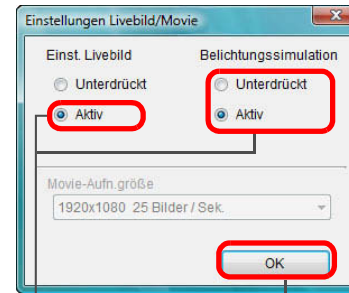 Einstellungen Livebild/Movie
Einst. Livebild Belichtungssimulation
Unterdrückt Unterdrückt
Aktiv Aktiv
Movie-Aufn.größe
1920x1080 25 Bilder / Sek.
OK